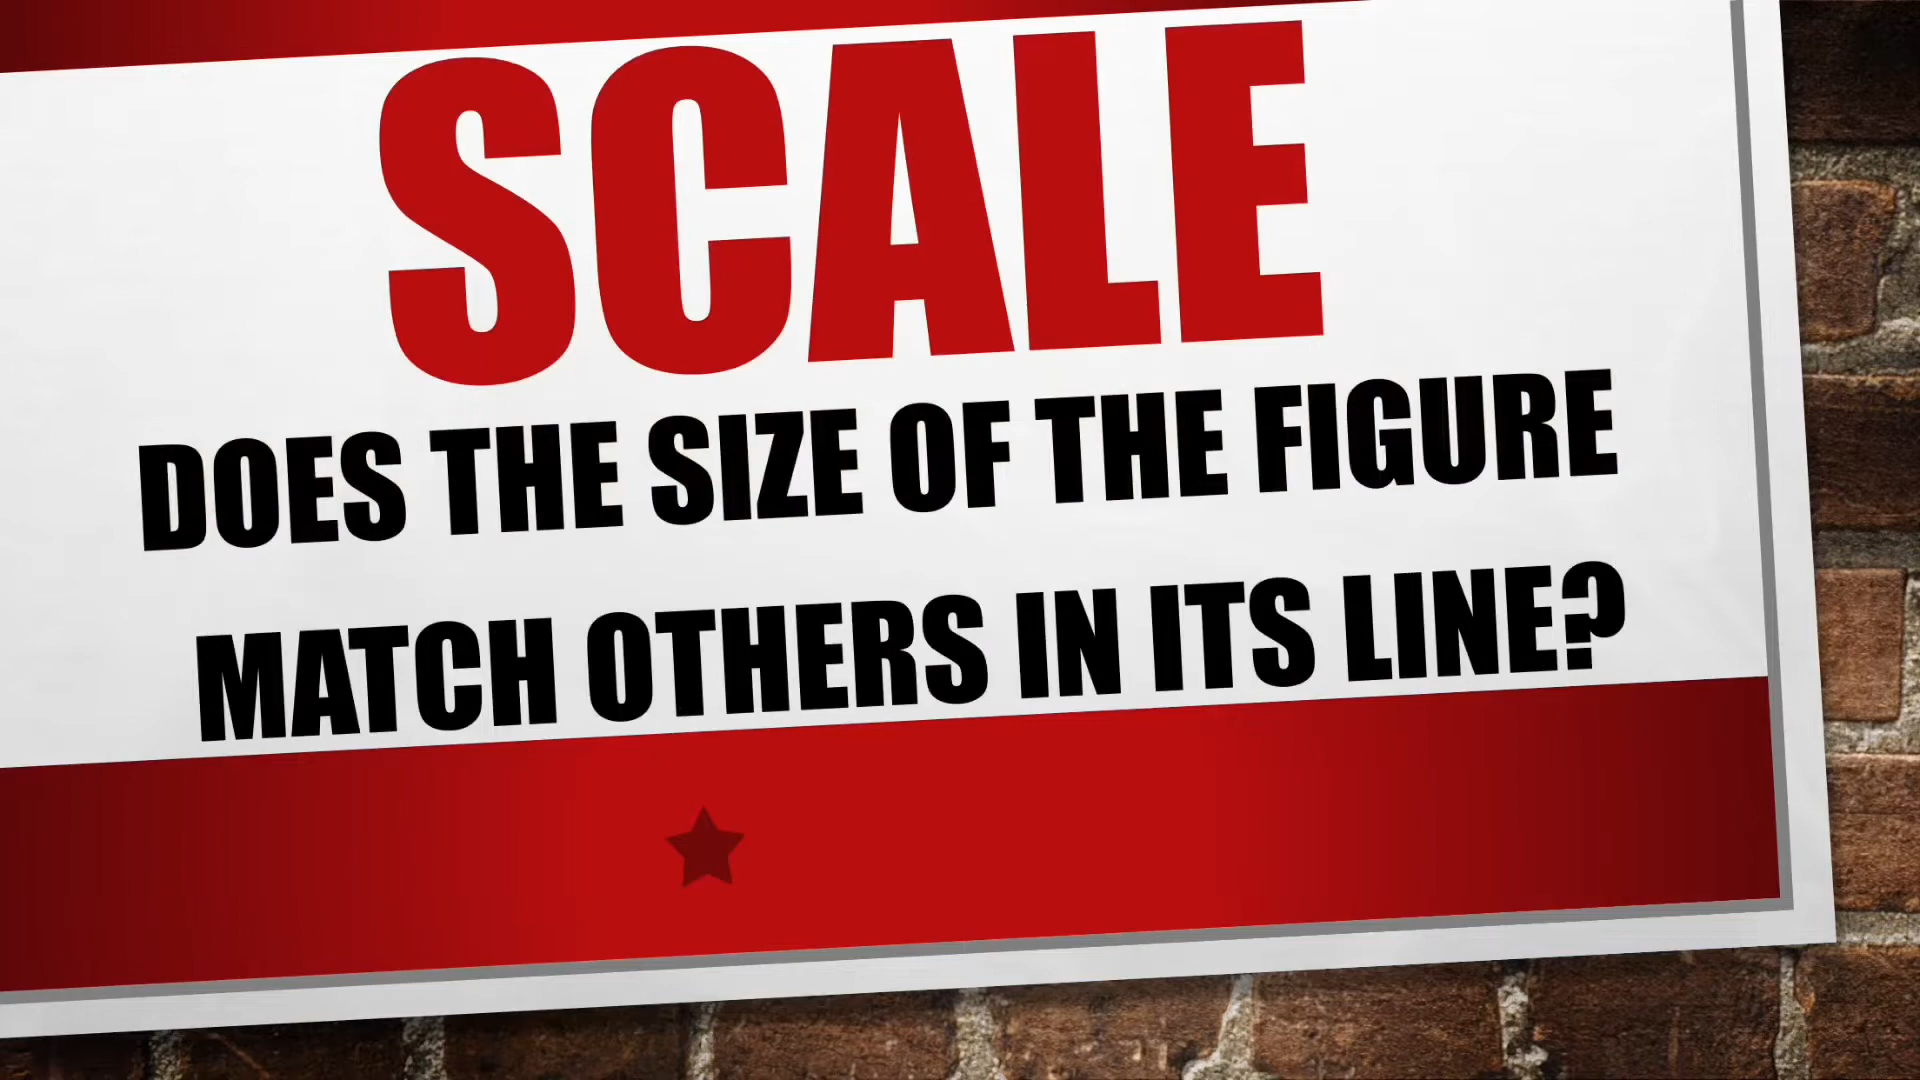 SCALE
DOES THE SIZE OF THE FIGURE
MATCH OTHERS IN ITS LINE?